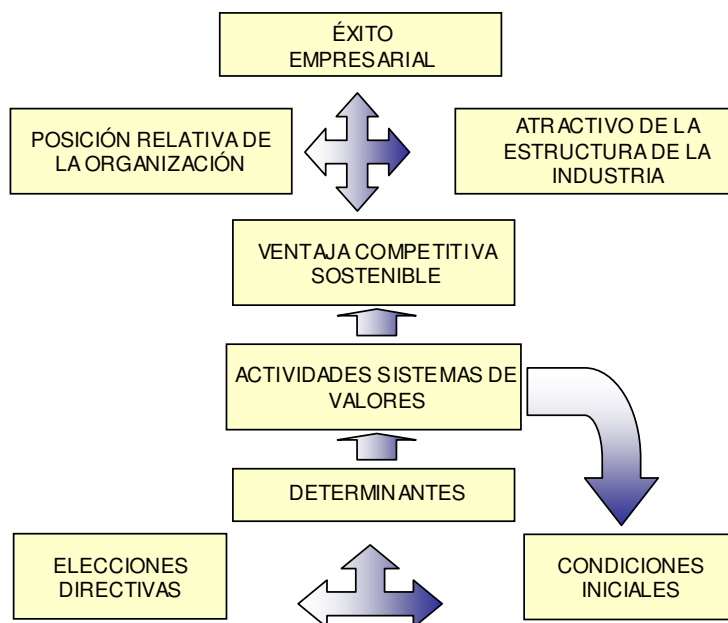 ÉXITO
EMPRESARIAL
POSICIÓN RELATIVA DE
LA ORGANIZACIÓN
ATRACTIVO DE LA
ESTRUCTURA DE LA
INDUSTRIA
VENTAJA COMPETITIVA
SOSTENIBLE
ACTIVIDADES SISTEMAS DE
VALORES
DETERMINANTES
ELECCIONES
DIRECTIVAS
CONDICIONES
INICIALES